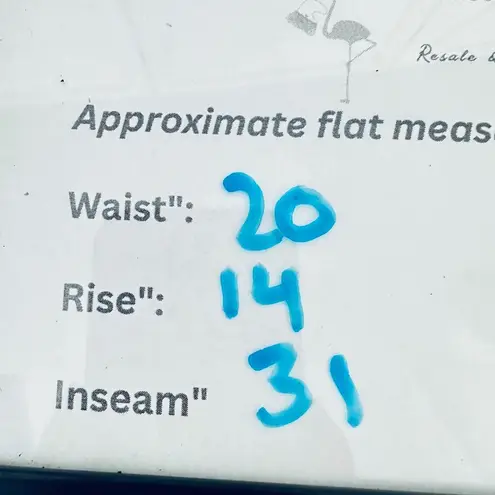 Resale &
Approximate flat meas
Waist": 20
Rise": 14
Inseam" 31